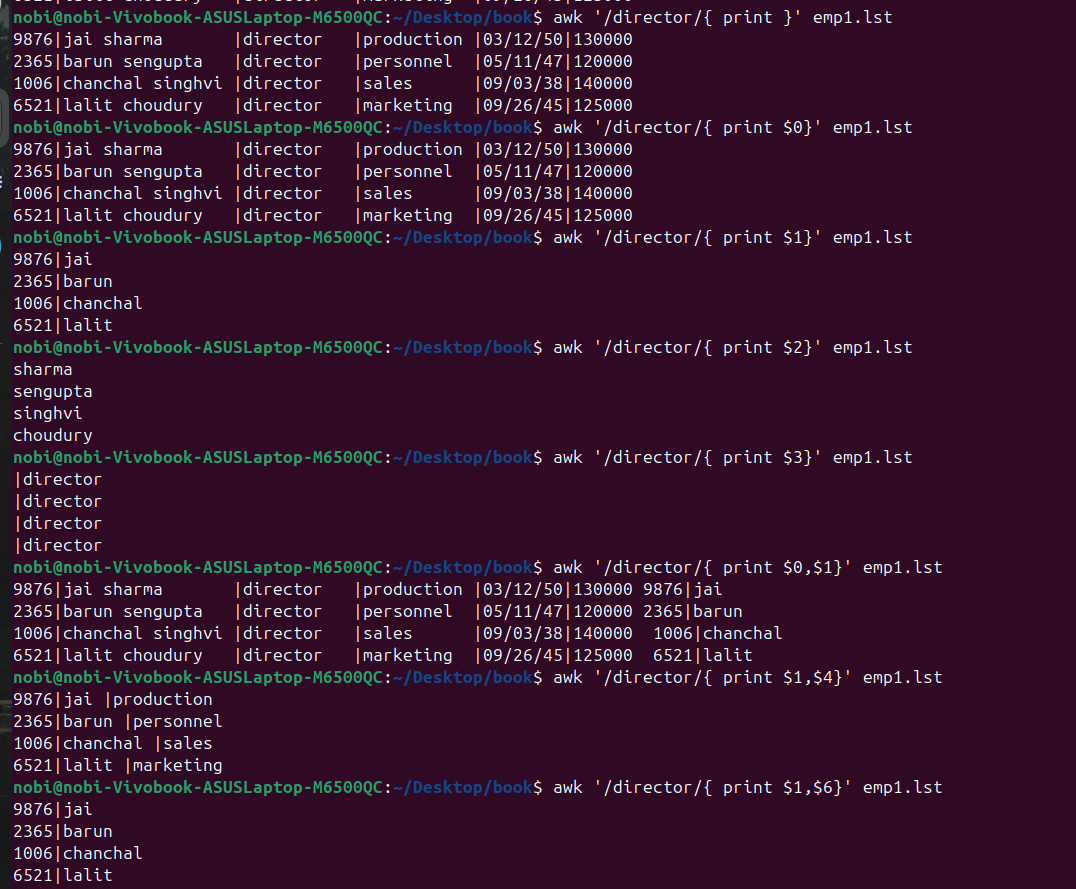 nobi@nobi-Vivobook-ASUSLaptop-M6500QC:~/Desktop/book$ awk '/director/{ print }' emp1.lst
9876|jai sharma       |director   |production |03/12/50|130000
2365|barun sengupta   |director   |personnel  |05/11/47|120000
1006|chanchal singhvi |director   |sales      |09/03/38|140000
6521|lalit choudury   |director   |marketing  |09/26/45|125000
nobi@nobi-Vivobook-ASUSLaptop-M6500QC:~/Desktop/book$ awk '/director/{ print $0}' emp1.lst
9876|jai sharma       |director   |production |03/12/50|130000
2365|barun sengupta   |director   |personnel  |05/11/47|120000
1006|chanchal singhvi |director   |sales      |09/03/38|140000
6521|lalit choudury   |director   |marketing  |09/26/45|125000
nobi@nobi-Vivobook-ASUSLaptop-M6500QC:~/Desktop/book$ awk '/director/{ print $1}' emp1.lst
9876|jai
2365|barun
1006|chanchal
6521|lalit
nobi@nobi-Vivobook-ASUSLaptop-M6500QC:~/Desktop/book$ awk '/director/{ print $2}' emp1.lst
sharma
sengupta
singhvi
choudury
nobi@nobi-Vivobook-ASUSLaptop-M6500QC:~/Desktop/book$ awk '/director/{ print $3}' emp1.lst
|director
|director
|director
|director
nobi@nobi-Vivobook-ASUSLaptop-M6500QC:~/Desktop/book$ awk '/director/{ print $0,$1}' emp1.lst
9876|jai sharma       |director   |production |03/12/50|130000 9876|jai
2365|barun sengupta   |director   |personnel  |05/11/47|120000 2365|barun
1006|chanchal singhvi |director   |sales      |09/03/38|140000  1006|chanchal
6521|lalit choudury   |director   |marketing  |09/26/45|125000  6521|lalit
nobi@nobi-Vivobook-ASUSLaptop-M6500QC:~/Desktop/book$ awk '/director/{ print $1,$4}' emp1.lst
9876|jai |production
2365|barun |personnel
1006|chanchal |sales
6521|lalit |marketing
nobi@nobi-Vivobook-ASUSLaptop-M6500QC:~/Desktop/book$ awk '/director/{ print $1,$6}' emp1.lst
9876|jai
2365|barun
1006|chanchal
6521|lalit